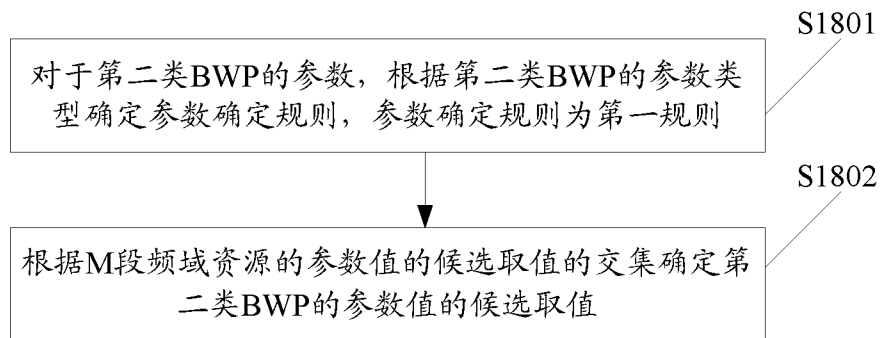 S1801
对于第二类BWP的参数，根据第二类BWP的参数类
型确定参数确定规则，参数确定规则为第一规则
S1802
根据M段频域资源的参数值的候选取值的交集确定第
二类BWP的参数值的候选取值